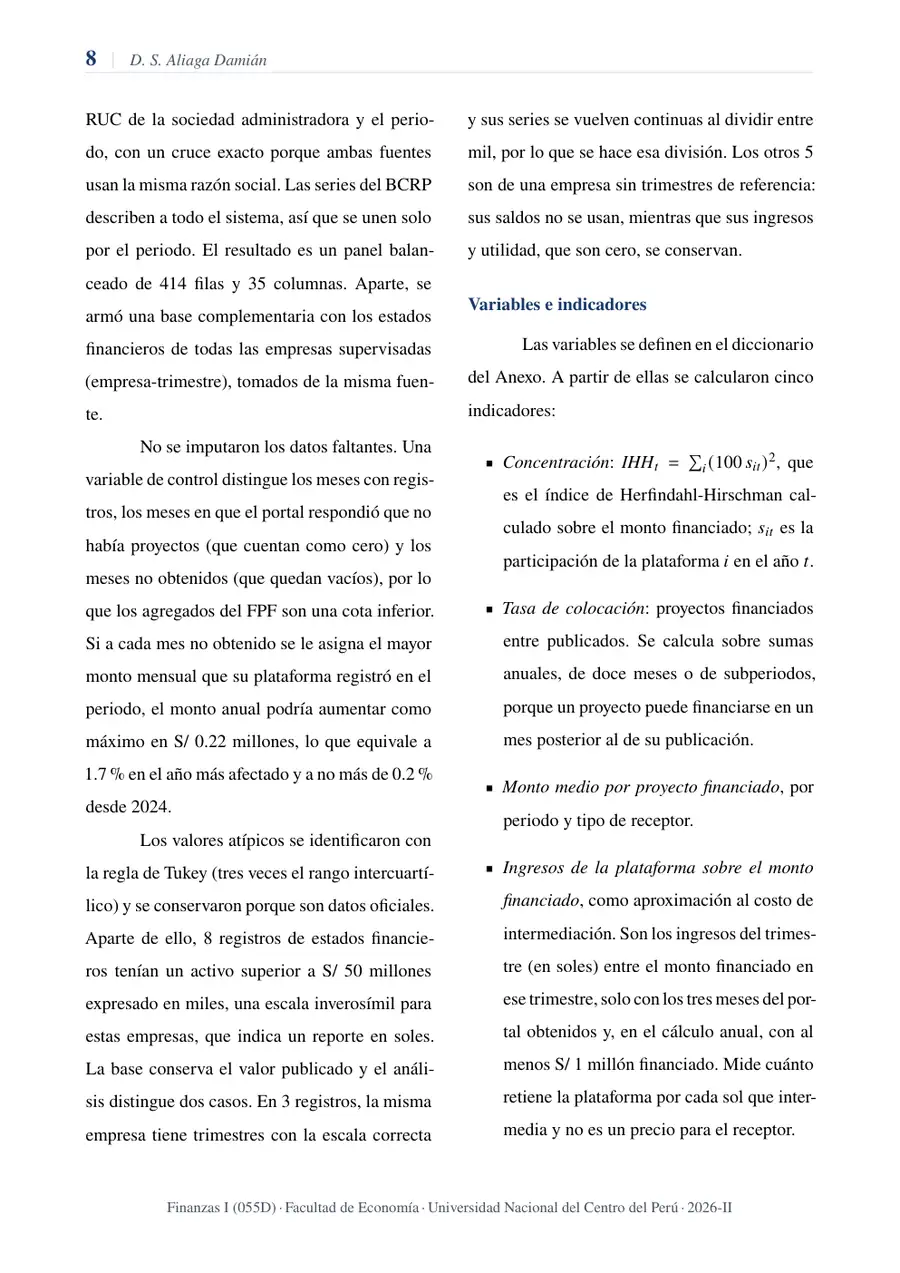 8 | D. S. Aliaga Damián
RUC de la sociedad administradora y el perio-
do, con un cruce exacto porque ambas fuentes
usan la misma razón social. Las series del BCRP
describen a todo el sistema, así que se unen solo
por el periodo. El resultado es un panel balan-
ceado de 414 filas y 35 columnas. Aparte, se
armó una base complementaria con los estados
financieros de todas las empresas supervisadas
(empresa-trimestre), tomados de la misma fuen-
te.
No se imputaron los datos faltantes. Una
variable de control distingue los meses con regis-
tros, los meses en que el portal respondió que no
había proyectos (que cuentan como cero) y los
meses no obtenidos (que quedan vacíos), por lo
que los agregados del FPF son una cota inferior.
Si a cada mes no obtenido se le asigna el mayor
monto mensual que su plataforma registró en el
periodo, el monto anual podría aumentar como
máximo en S/ 0.22 millones, lo que equivale a
1.7 % en el año más afectado y a no más de 0.2 %
desde 2024.
Los valores atípicos se identificaron con
la regla de Tukey (tres veces el rango intercuartí-
lico) y se conservaron porque son datos oficiales.
Aparte de ello, 8 registros de estados financie-
ros tenían un activo superior a S/ 50 millones
expresado en miles, una escala inverosímil para
estas empresas, que indica un reporte en soles.
La base conserva el valor publicado y el análi-
sis distingue dos casos. En 3 registros, la misma
empresa tiene trimestres con la escala correcta
y sus series se vuelven continuas al dividir entre
mil, por lo que se hace esa división. Los otros 5
son de una empresa sin trimestres de referencia:
sus saldos no se usan, mientras que sus ingresos
y utilidad, que son cero, se conservan.
Variables e indicadores
Las variables se definen en el diccionario
del Anexo. A partir de ellas se calcularon cinco
indicadores:
▪ Concentración: IHH_t = ∑_i(100 s_it)², que
es el índice de Herfindahl-Hirschman cal-
culado sobre el monto financiado; s_it es la
participación de la plataforma i en el año t.
▪ Tasa de colocación: proyectos financiados
entre publicados. Se calcula sobre sumas
anuales, de doce meses o de subperiodos,
porque un proyecto puede financiarse en un
mes posterior al de su publicación.
▪ Monto medio por proyecto financiado, por
periodo y tipo de receptor.
▪ Ingresos de la plataforma sobre el monto
financiado, como aproximación al costo de
intermediación. Son los ingresos del trimes-
tre (en soles) entre el monto financiado en
ese trimestre, solo con los tres meses del por-
tal obtenidos y, en el cálculo anual, con al
menos S/ 1 millón financiado. Mide cuánto
retiene la plataforma por cada sol que inter-
media y no es un precio para el receptor.
Finanzas I (055D) · Facultad de Economía · Universidad Nacional del Centro del Perú · 2026-II